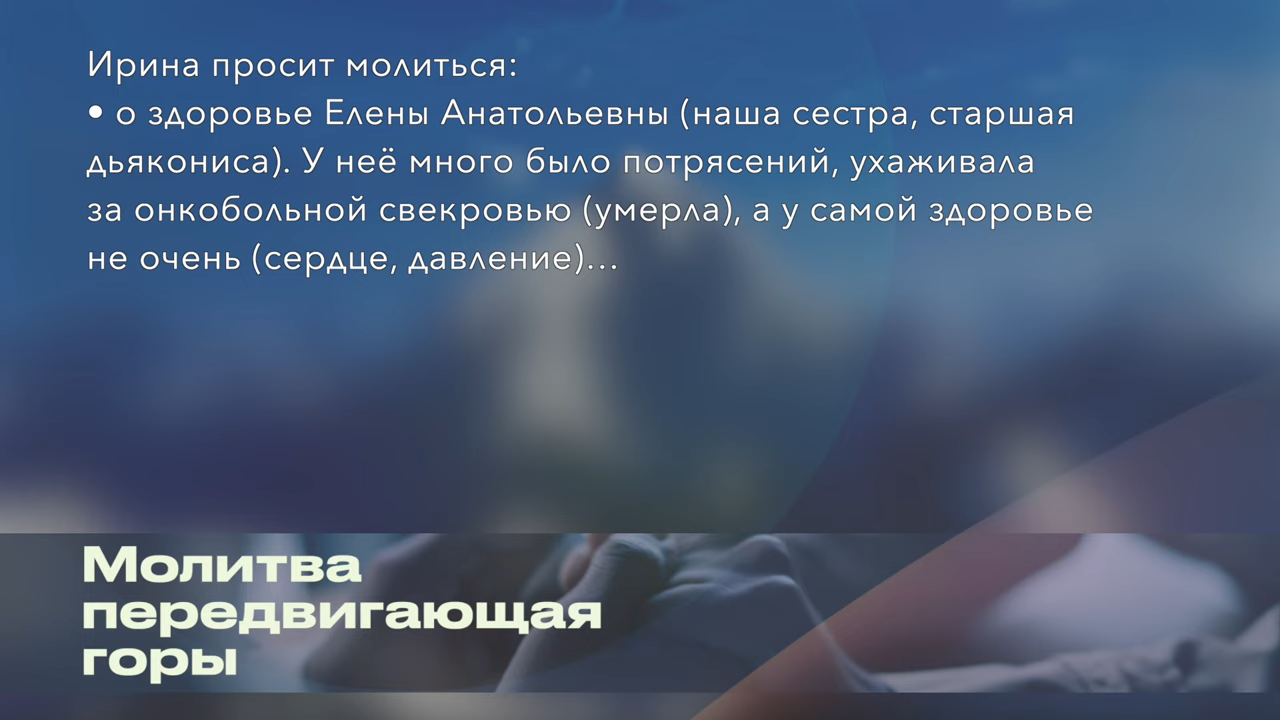 Ирина просит молиться:
• о здоровье Елены Анатольевны (наша сестра, старшая
дьякониса). У неё много было потрясений, ухаживала
за онкобольной свекровью (умерла), а у самой здоровье
не очень (сердце, давление)...
Молитва
передвигающая
горы